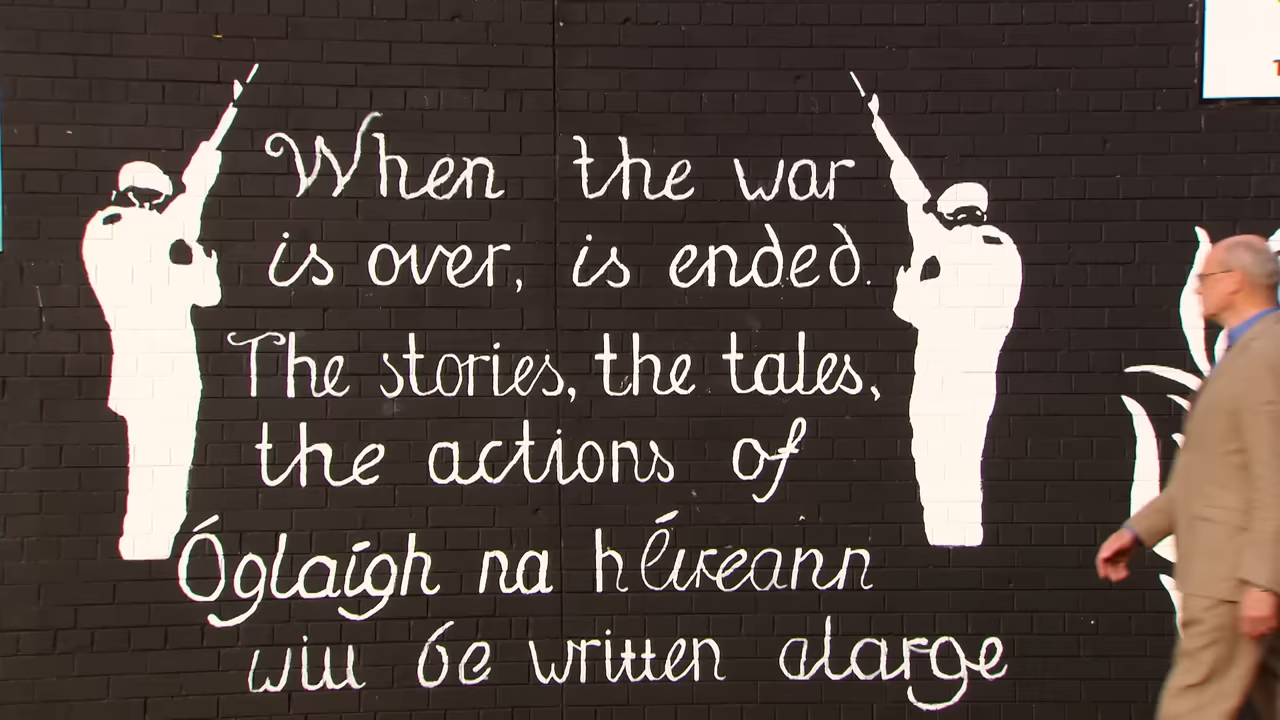 When the war
is over, is ended.
The stories, the tales,
the actions of
Óglaigh na hÉireann
will be written alarge